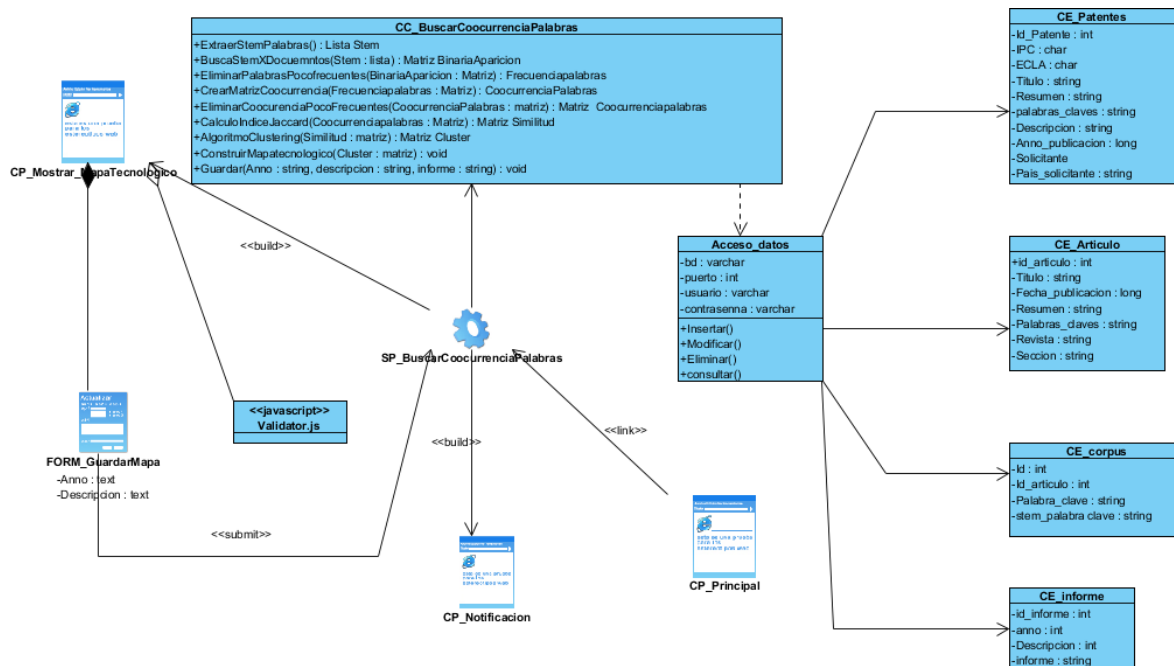 CC_BuscarCoocurrenciaPalabras
+ExtraerStemPalabras() : Lista Stem
+BuscaStemXDocuemntos(Stem : lista) : Matriz BinariaAparicion
+EliminarPalabrasPocofrecuentes(BinariaAparicion : Matriz) : Frecuenciapalabras
+CrearMatrizCoocurrencia(Frecuenciapalabras : Matriz) : CoocurrenciaPalabras
+EliminarCoocurenciaPocoFrecuentes(CoocurrenciaPalabras : matriz) : Matriz Coocurrenciapalabras
+CalculoIndiceJaccard(Coocurrenciapalabras : Matriz) : Matriz Similitud
+AlgoritmoClustering(Similitud : matriz) : Matriz Cluster
+ConstruirMapatecnologico(Cluster : matriz) : void
+Guardar(Anno : string, descripcion : string, informe : string) : void
CE_Patentes
-Id_Patente : int
-IPC : char
-ECLA : char
-Titulo : string
-Resumen : string
-palabras_claves : string
-Descripcion : string
-Anno_publicacion : long
-Solicitante
-Pais_solicitante : string
CP_Mostrar_MapaTecnologico
<<build>>
Acceso_datos
-bd : varchar
-puerto : int
-usuario : varchar
-contrasenna : varchar
+Insertar()
+Modificar()
+Eliminar()
+consultar()
CE_Articulo
+id_articulo : int
-Titulo : string
-Fecha_publicacion : long
-Resumen : string
-Palabras_claves : string
-Revista : string
-Seccion : string
SP_BuscarCoocurrenciaPalabras
Actualizar
FORM_GuardarMapa
-Anno : text
-Descripcion : text
<<javascript>>
Validator.js
<<build>>
<<link>>
<<submit>>
CE_corpus
-Id : int
-Id_articulo : int
-Palabra_clave : string
-stem_palabra clave : string
CP_Notificacion
CP_Principal
CE_informe
-id_informe : int
-anno : int
-Descripcion : int
-informe : string